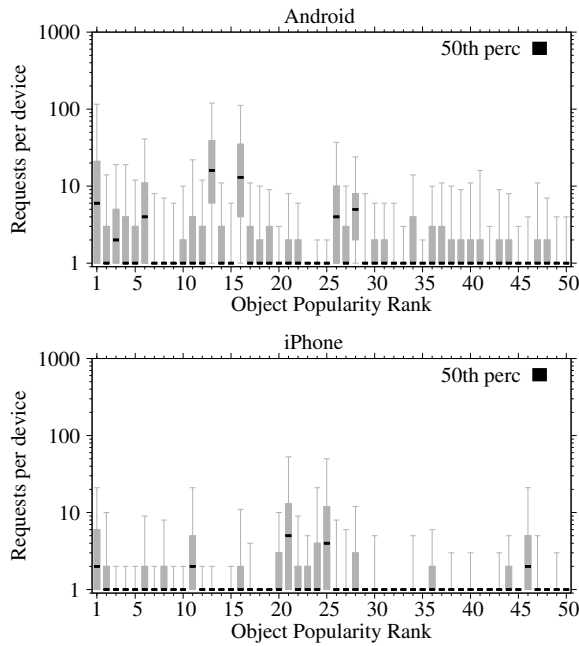 Android
1000
50th perc
100
10
1
1 5 10 15 20 25 30 35 40 45 50
Requests per device
Object Popularity Rank
iPhone
1000
50th perc
100
10
1
1 5 10 15 20 25 30 35 40 45 50
Requests per device
Object Popularity Rank